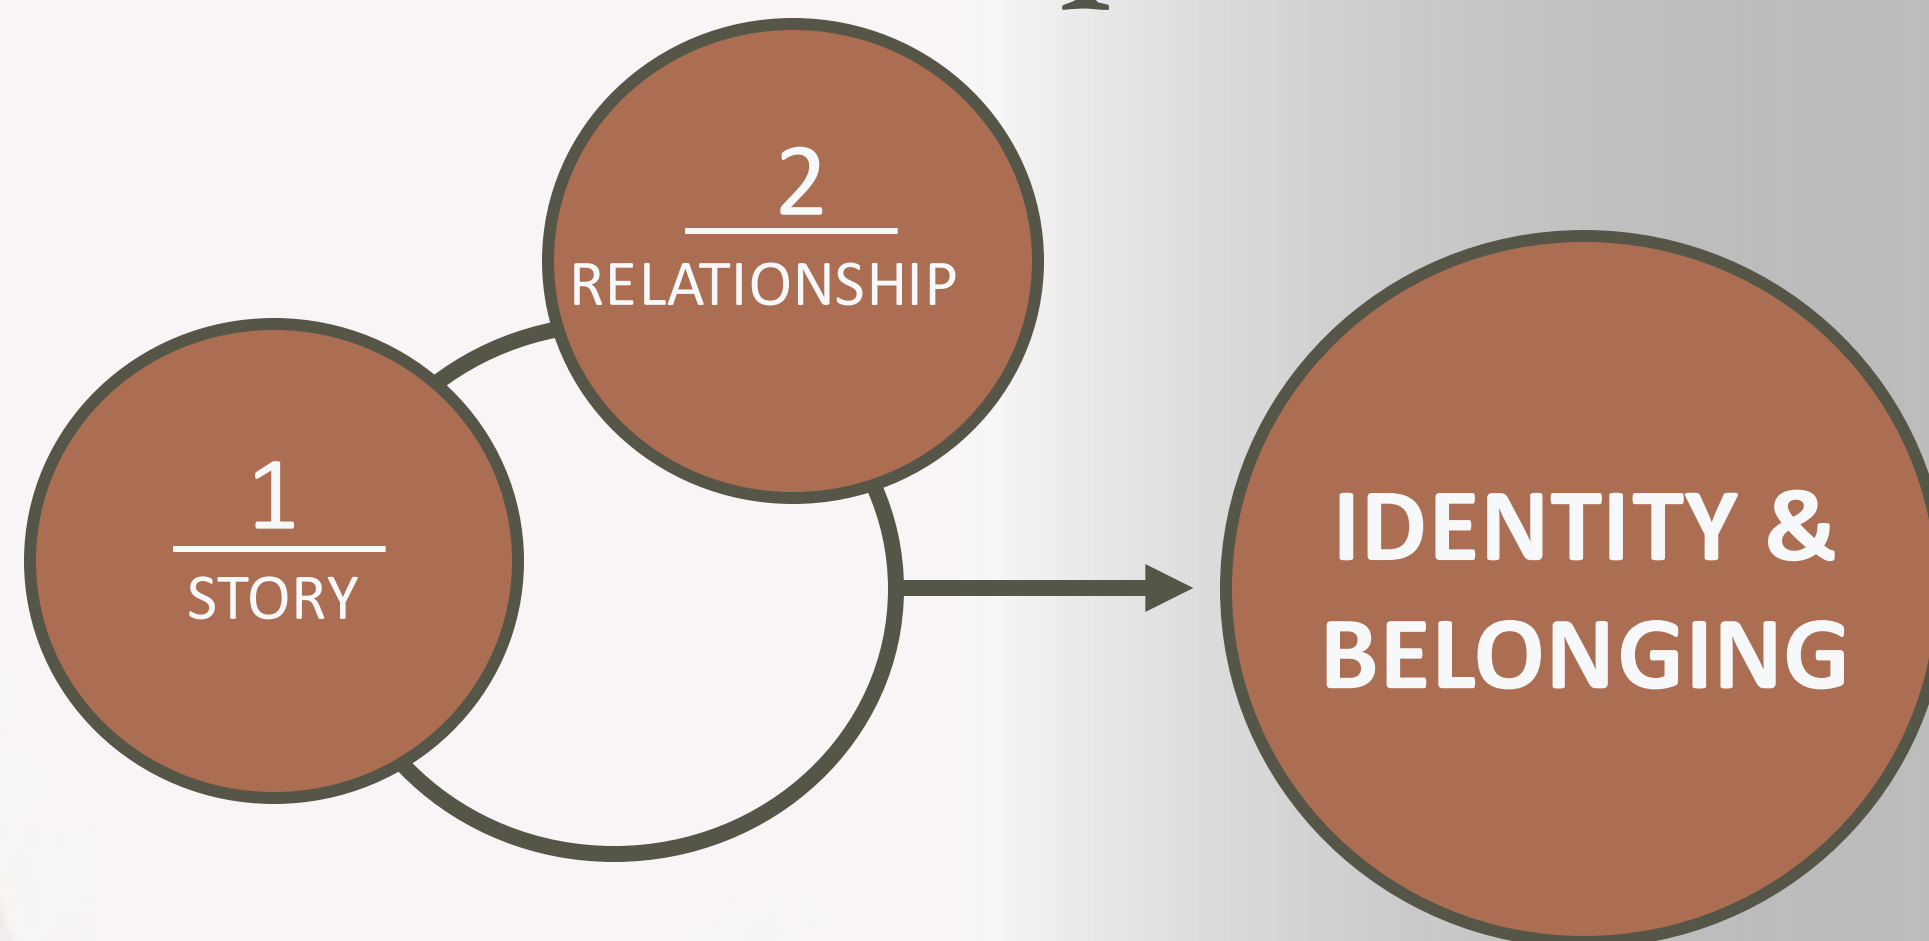 2
RELATIONSHIP
1
STORY
IDENTITY &
BELONGING